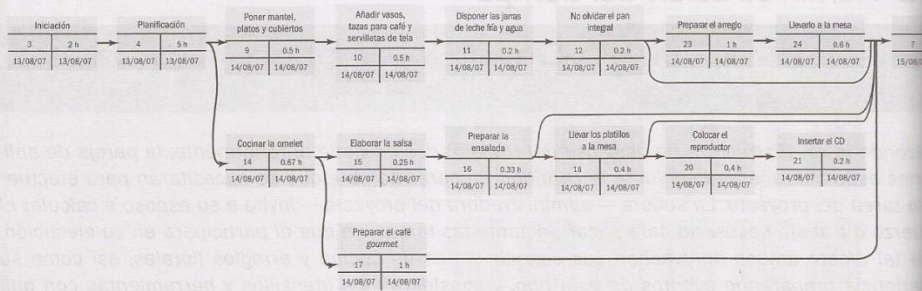 Iniciación
3 2 h
13/08/07 13/08/07
Planificación
4 5 h
13/08/07 13/08/07
Poner mantel,
platos y cubiertos
9 0.5 h
14/08/07 14/08/07
Añadir vasos,
tazas para café y
servilletas de tela
10 0.5 h
14/08/07 14/08/07
Disponer las jarras
de leche fría y agua
11 0.2 h
14/08/07 14/08/07
No olvidar el pan
integral
12 0.2 h
14/08/07 14/08/07
Preparar el arreglo
23 1 h
14/08/07 14/08/07
Llevarlo a la mesa
24 0.6 h
14/08/07 14/08/07
Cocinar la omelet
14 0.67 h
14/08/07 14/08/07
Elaborar la salsa
15 0.25 h
14/08/07 14/08/07
Preparar la
ensalada
16 0.33 h
14/08/07 14/08/07
Llevar los platillos
a la mesa
18 0.4 h
14/08/07 14/08/07
Colocar el
reproductor
20 0.4 h
14/08/07 14/08/07
Insertar el CD
21 0.2 h
14/08/07 14/08/07
Preparar el café
gourmet
17 1 h
14/08/07 14/08/07